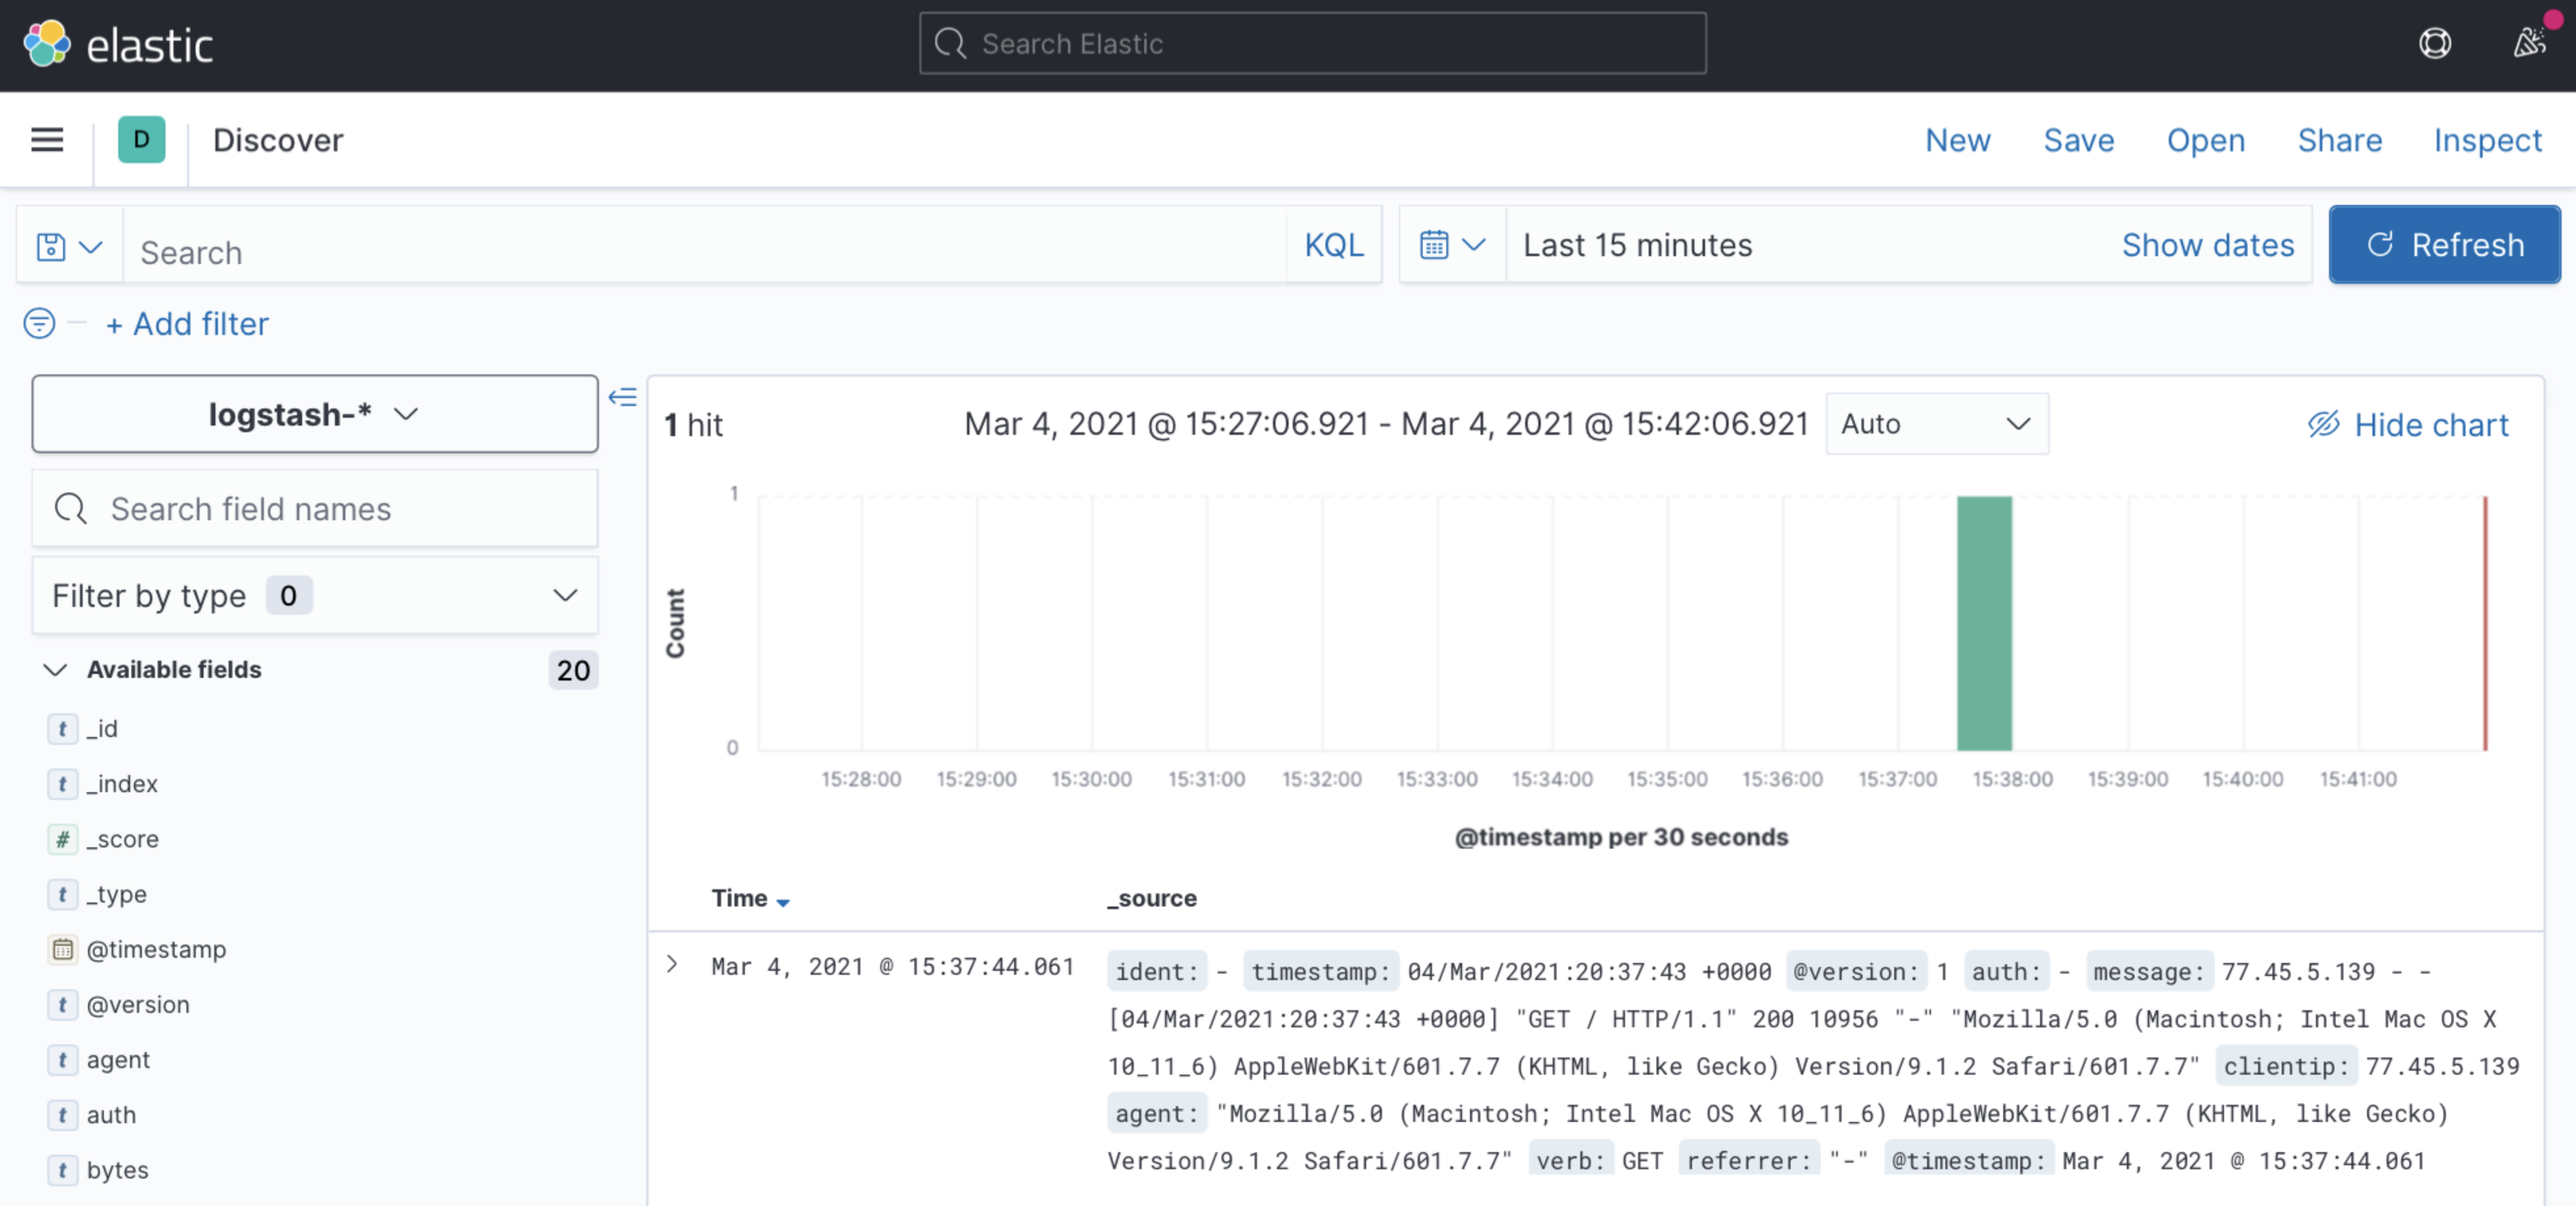 elastic
Search Elastic
D
Discover
New Save Open Share Inspect
Search
KQL
Last 15 minutes
Show dates
Refresh
+ Add filter
logstash-*
Search field names
Filter by type 0
Available fields 20
t _id
t _index
# _score
t _type
@timestamp
t @version
t agent
t auth
t bytes
1 hit
Mar 4, 2021 @ 15:27:06.921 - Mar 4, 2021 @ 15:42:06.921
Auto
Hide chart
1
0
Count
15:28:00 15:29:00 15:30:00 15:31:00 15:32:00 15:33:00 15:34:00 15:35:00 15:36:00 15:37:00 15:38:00 15:39:00 15:40:00 15:41:00
@timestamp per 30 seconds
Time _source
Mar 4, 2021 @ 15:37:44.061
ident: - timestamp: 04/Mar/2021:20:37:43 +0000 @version: 1 auth: - message: 77.45.5.139 - -
[04/Mar/2021:20:37:43 +0000] "GET / HTTP/1.1" 200 10956 "-" "Mozilla/5.0 (Macintosh; Intel Mac OS X
10_11_6) AppleWebKit/601.7.7 (KHTML, like Gecko) Version/9.1.2 Safari/601.7.7" clientip: 77.45.5.139
agent: "Mozilla/5.0 (Macintosh; Intel Mac OS X 10_11_6) AppleWebKit/601.7.7 (KHTML, like Gecko)
Version/9.1.2 Safari/601.7.7" verb: GET referrer: "-" @timestamp: Mar 4, 2021 @ 15:37:44.061